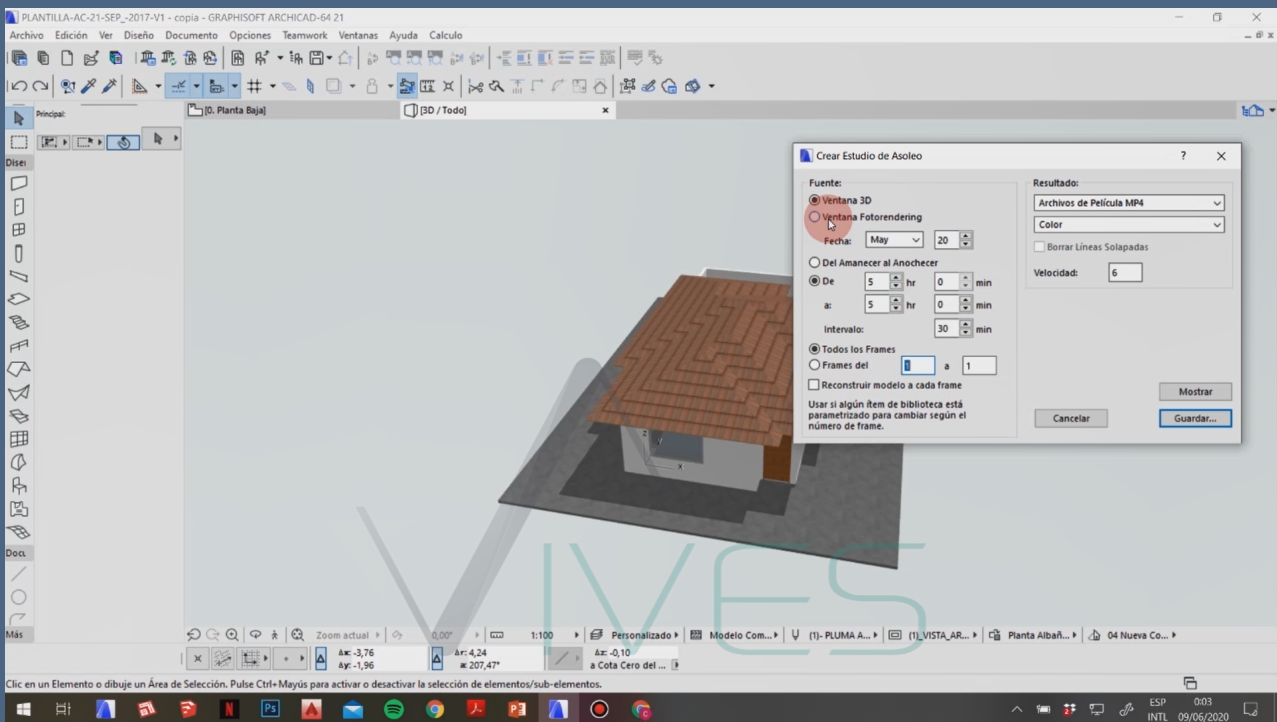 PLANTILLA-AC-21-SEP_-2017-V1 - copia - GRAPHISOFT ARCHICAD-64 21
Archivo Edición Ver Diseño Documento Opciones Teamwork Ventanas Ayuda Calculo
Principal:
[0. Planta Baja]
[3D / Todo]
Dise
Crear Estudio de Asoleo ?
Fuente:
Ventana 3D
Ventana Fotorendering
Fecha: May 20
Del Amanecer al Anochecer
De 5 hr 0 min
a: 5 hr 0 min
Intervalo: 30 min
Todos los Frames
Frames del 1 a 1
Reconstruir modelo a cada frame
Usar si algún ítem de biblioteca está
parametrizado para cambiar según el
número de frame.
Resultado:
Archivos de Película MP4
Color
Borrar Líneas Solapadas
Velocidad: 6
Mostrar
Cancelar Guardar...
z
y
x
VIVES
Docu
Más
Zoom actual 0,00° 1:100 Personalizado Modelo Com... (1)- PLUMA A... (1)_VISTA_AR... Planta Albañ... 04 Nueva Co...
Δx: -3,76 Δr: 4,24 Δz: -0,10
Δy: -1,96 α: 207,47° a Cota Cero del ...
Clic en un Elemento o dibuje un Área de Selección. Pulse Ctrl+Mayús para activar o desactivar la selección de elementos/sub-elementos.
ESP 0:03
INTL 09/06/2020